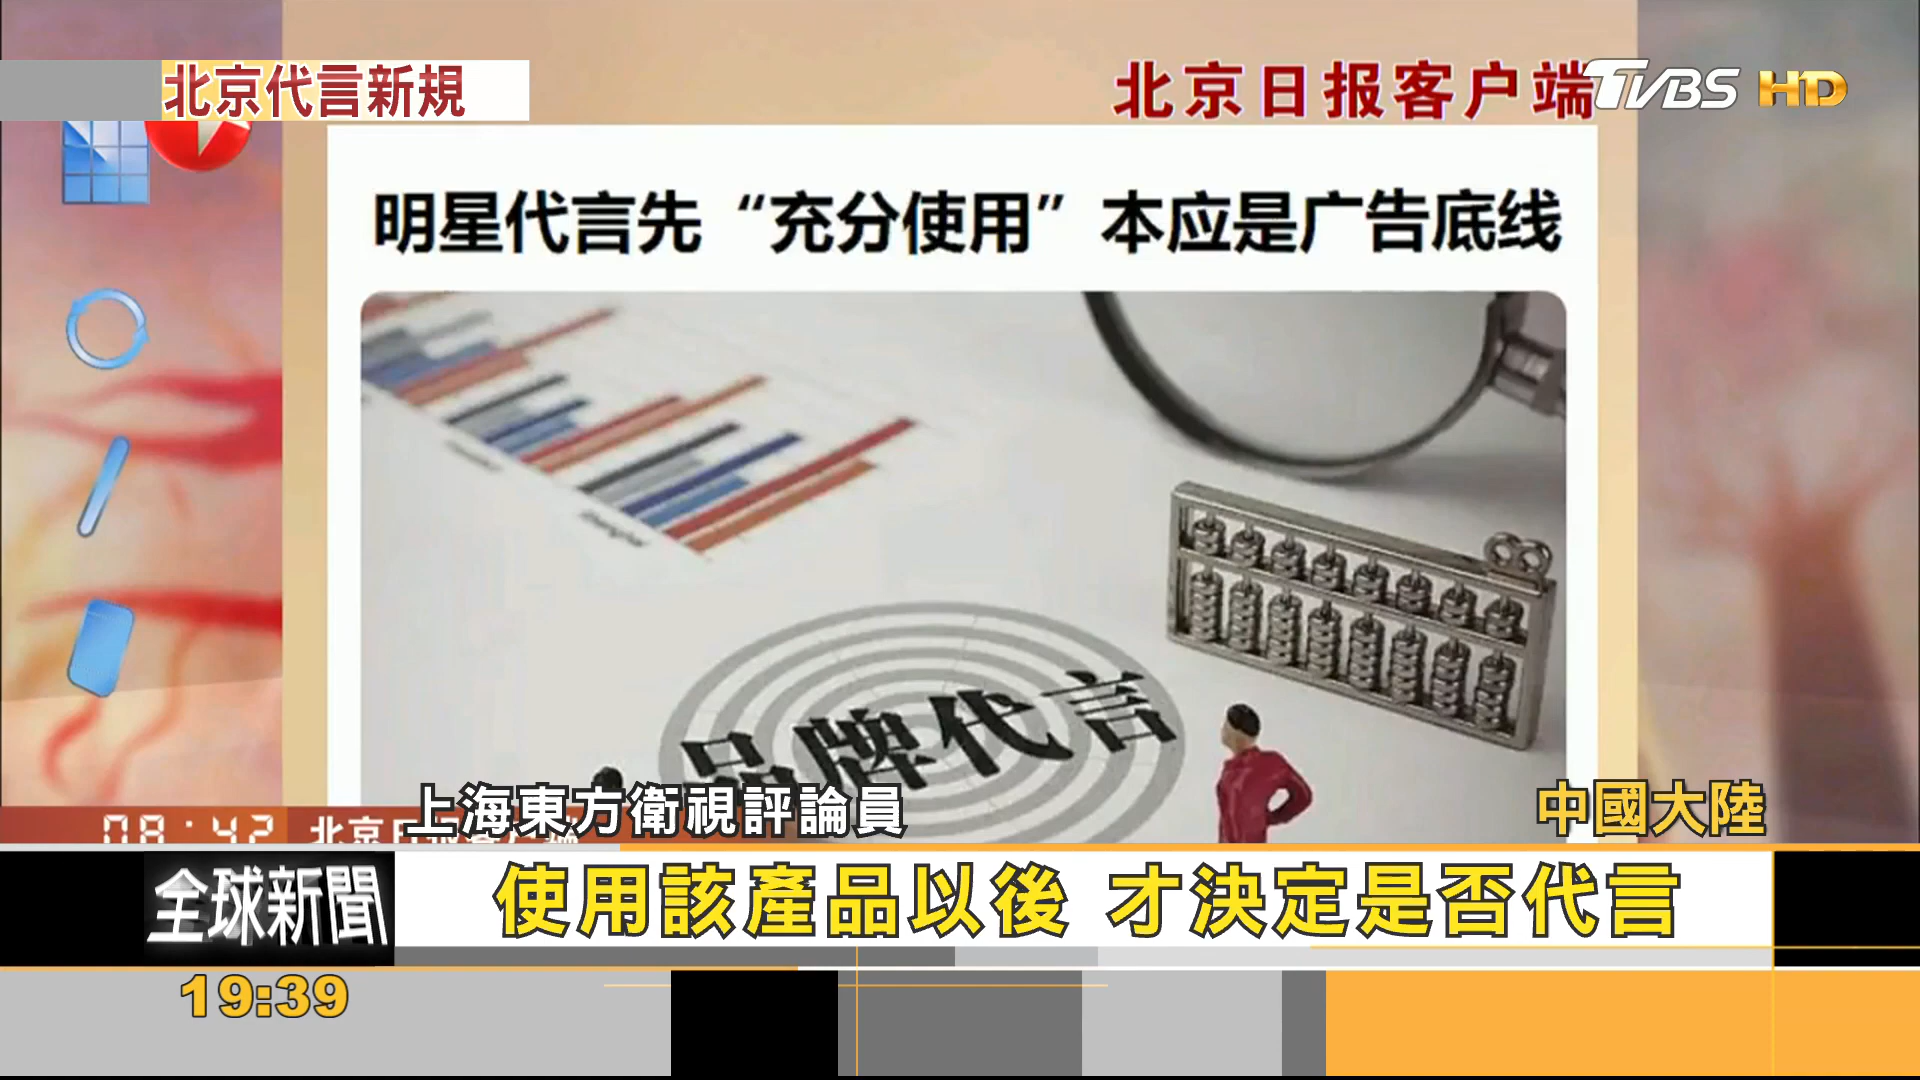 北京代言新規
北京日报客户端
TVBS HD
明星代言先“充分使用”本应是广告底线
品牌代言
上海東方衛視評論員
中國大陸
08:42
全球新聞
使用該產品以後 才決定是否代言
19:39